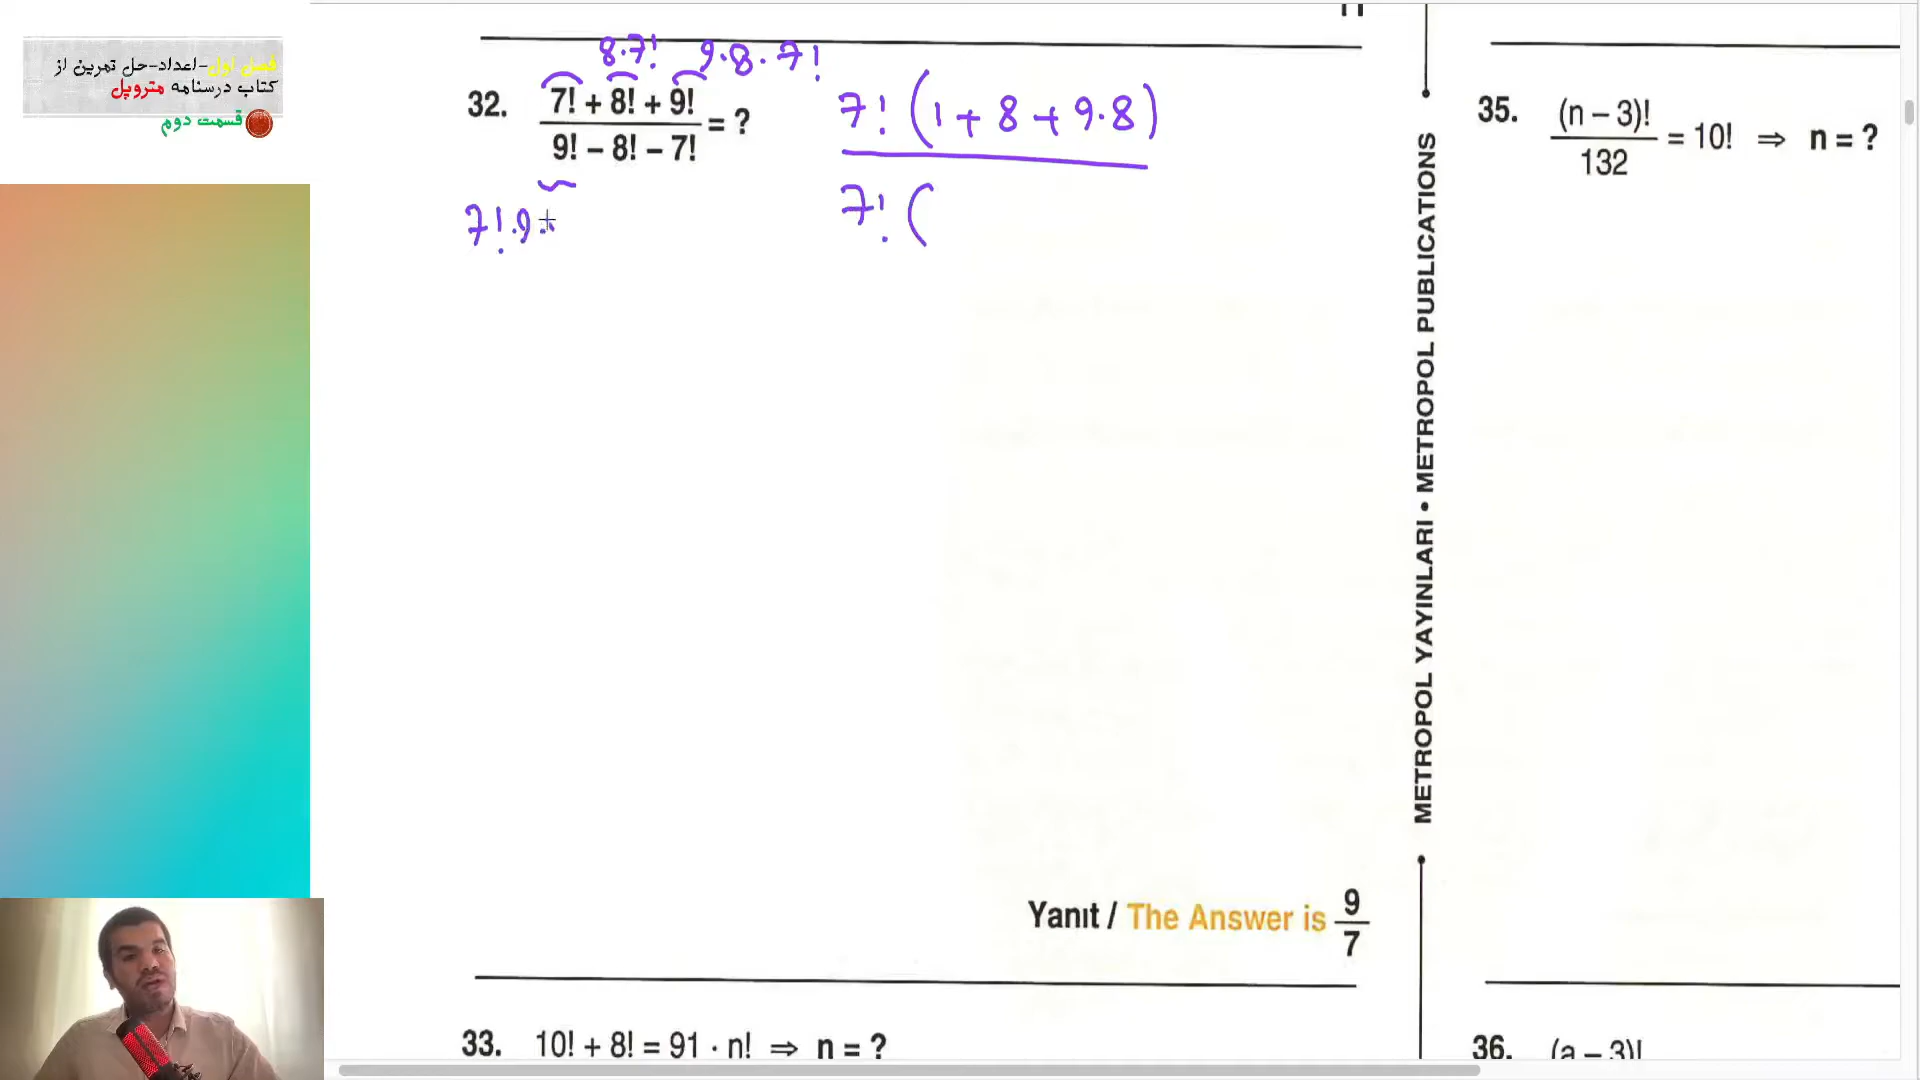 فصل اول-اعداد-حل تمرین از
کتاب درسنامه متروپل
قسمت دوم
8·7! 9·8·7!
32. 7! + 8! + 9! / 9! – 8! – 7! = ?
7! (1 + 8 + 9·8)
7! (
7!·9·
Yanıt / The Answer is 9/7
33. 10! + 8! = 91 · n! ⇒ n = ?
METROPOL YAYINLARI • METROPOL PUBLICATIONS
35. (n – 3)! / 132 = 10! ⇒ n = ?
36. (a – 3)!